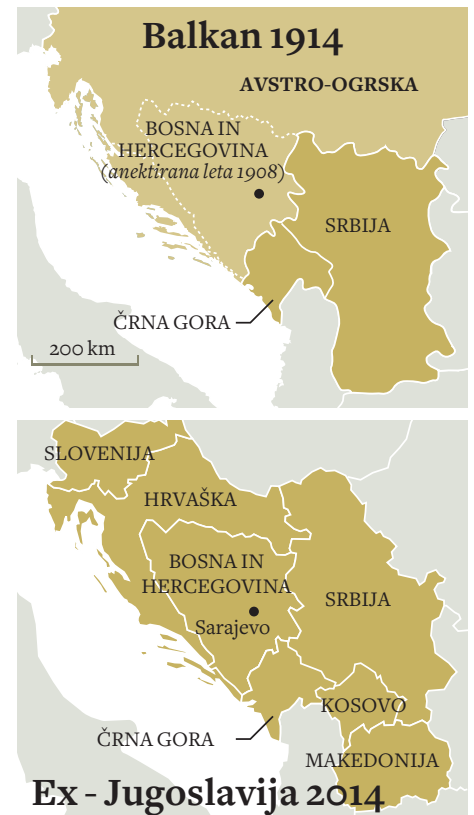 Balkan 1914
AVSTRO-OGRSKA
BOSNA IN
HERCEGOVINA
(anektirana leta 1908)
SRBIJA
ČRNA GORA
200 km
SLOVENIJA
HRVAŠKA
BOSNA IN
HERCEGOVINA
SRBIJA
Sarajevo
KOSOVO
ČRNA GORA
MAKEDONIJA
Ex - Jugoslavija 2014